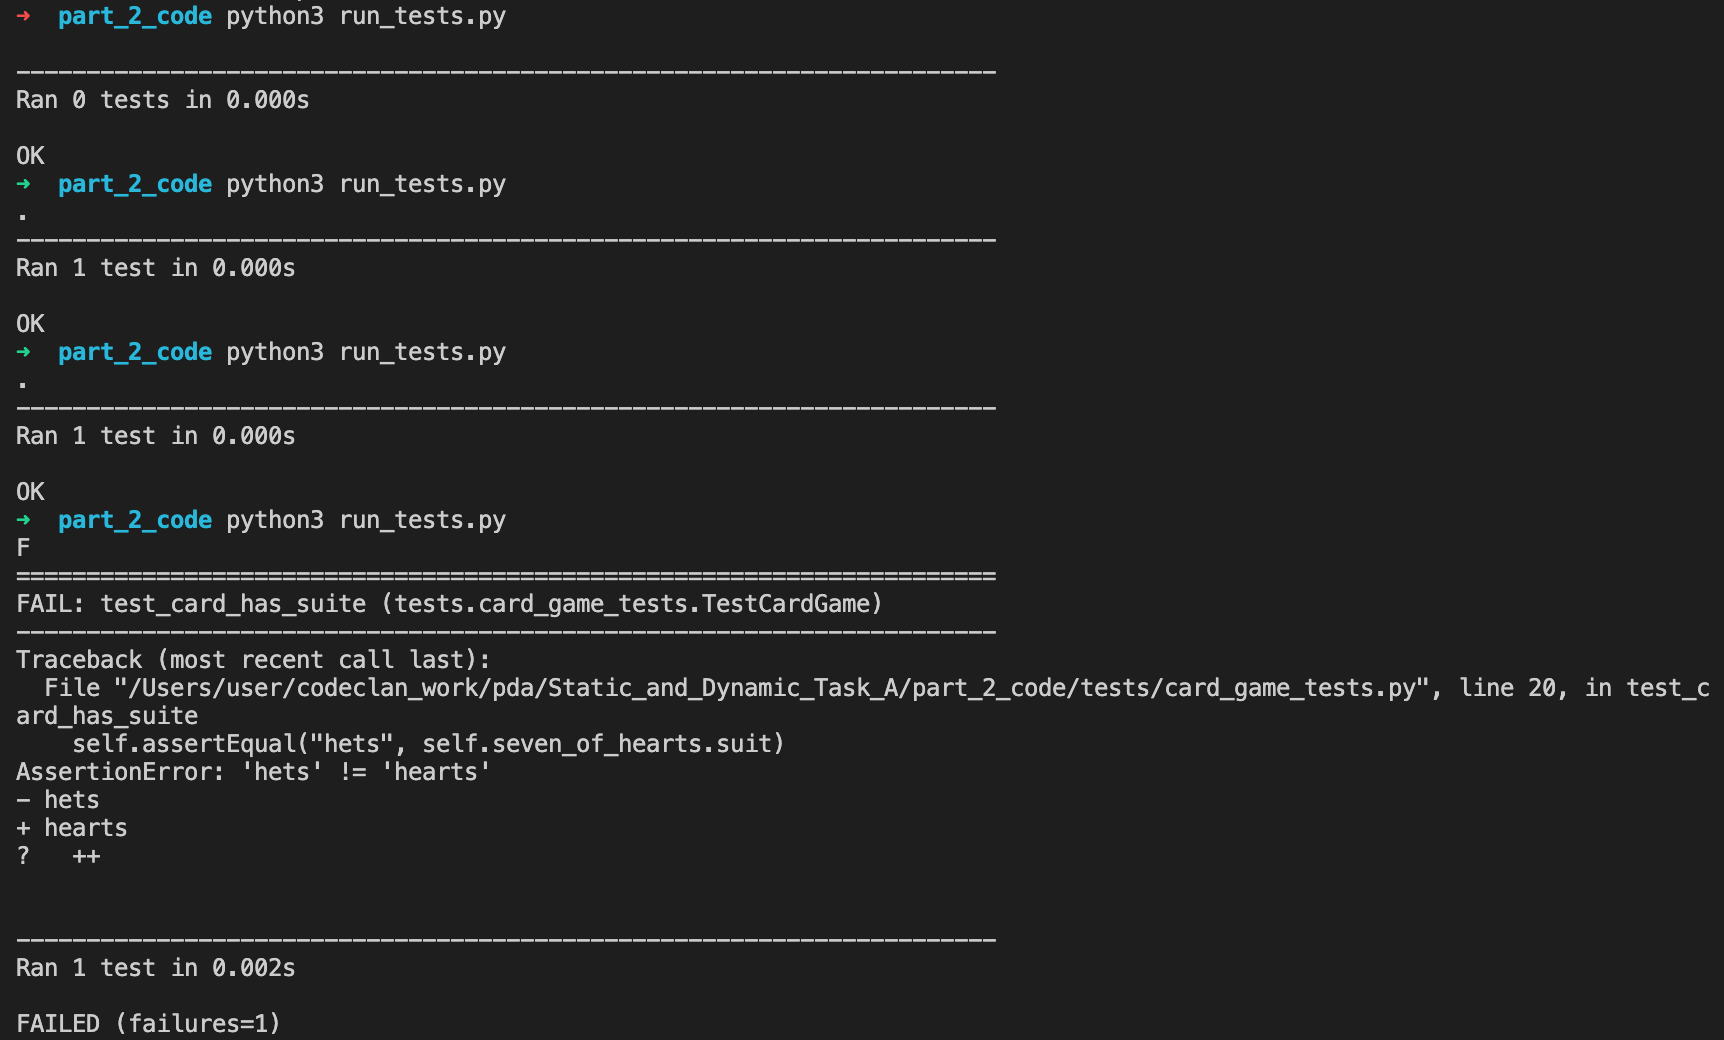 ➜  part_2_code python3 run_tests.py

----------------------------------------------------------------------
Ran 0 tests in 0.000s

OK
➜  part_2_code python3 run_tests.py
.
----------------------------------------------------------------------
Ran 1 test in 0.000s

OK
➜  part_2_code python3 run_tests.py
.
----------------------------------------------------------------------
Ran 1 test in 0.000s

OK
➜  part_2_code python3 run_tests.py
F
======================================================================
FAIL: test_card_has_suite (tests.card_game_tests.TestCardGame)
----------------------------------------------------------------------
Traceback (most recent call last):
  File "/Users/user/codeclan_work/pda/Static_and_Dynamic_Task_A/part_2_code/tests/card_game_tests.py", line 20, in test_c
ard_has_suite
    self.assertEqual("hets", self.seven_of_hearts.suit)
AssertionError: 'hets' != 'hearts'
- hets
+ hearts
?   ++


----------------------------------------------------------------------
Ran 1 test in 0.002s

FAILED (failures=1)